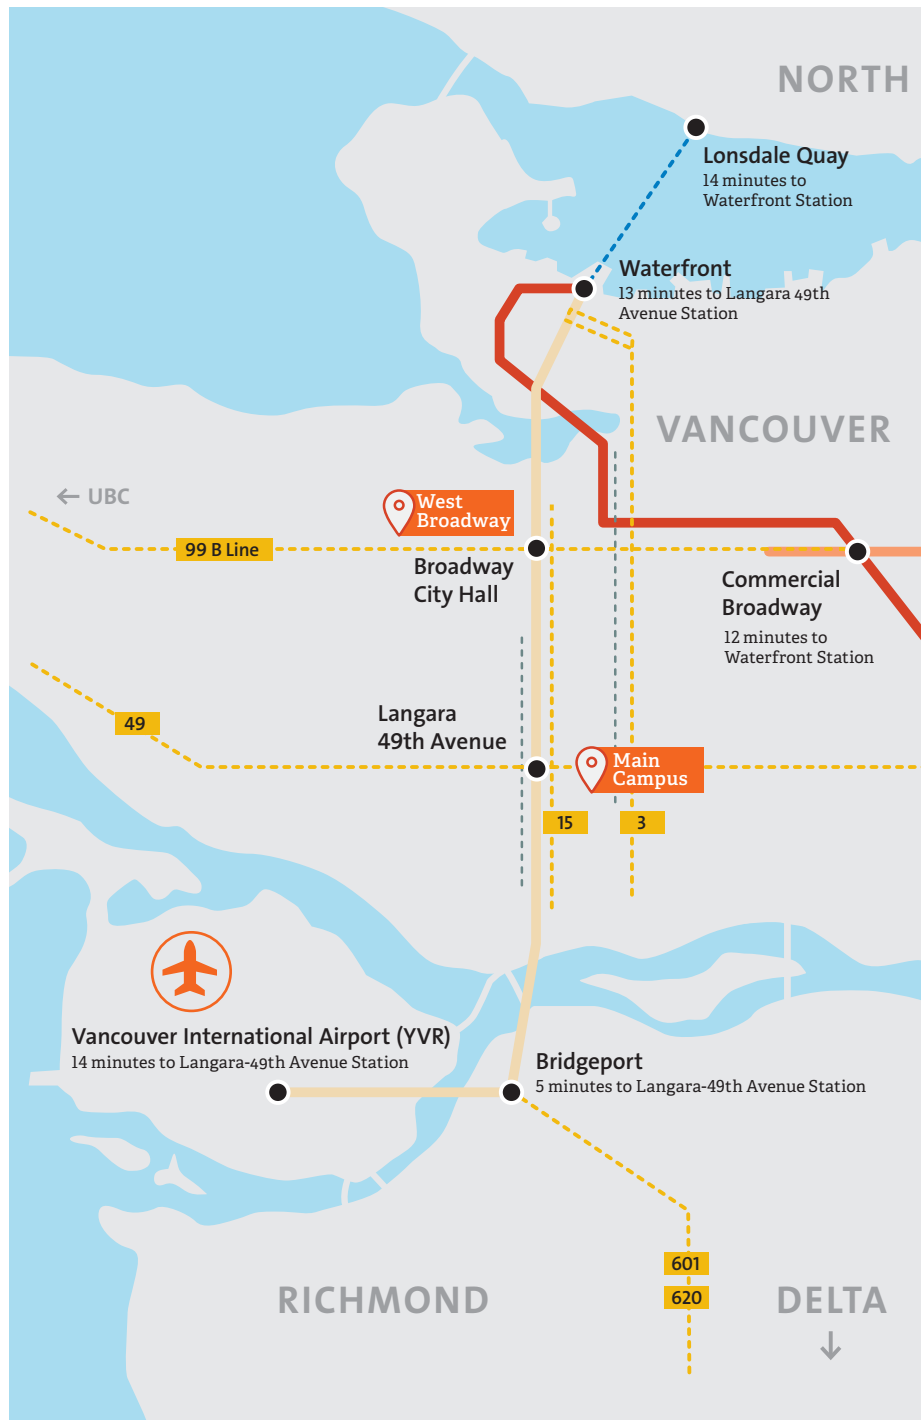 NORTH
Lonsdale Quay
14 minutes to
Waterfront Station
Waterfront
13 minutes to Langara 49th
Avenue Station
VANCOUVER
← UBC
West
Broadway
99 B Line
Broadway
City Hall
Commercial
Broadway
12 minutes to
Waterfront Station
49
Langara
49th Avenue
Main
Campus
15
3
Vancouver International Airport (YVR)
14 minutes to Langara-49th Avenue Station
Bridgeport
5 minutes to Langara-49th Avenue Station
601
620
RICHMOND
DELTA
↓